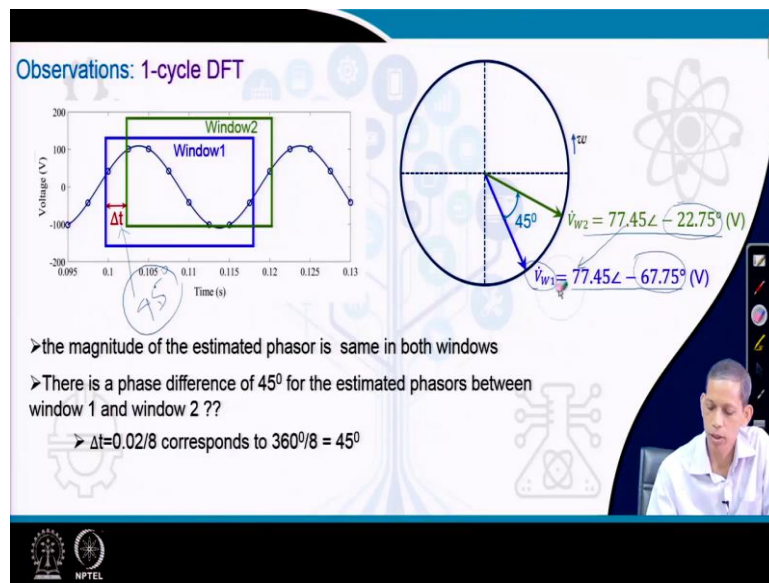 Observations: 1-cycle DFT
200
100
0
-100
-200
Voltage (V)
Window2
Window1
Δt
0.095
0.1
0.105
0.11
0.115
0.12
0.125
0.13
Time (s)
45°
w
45⁰
V̇_W2 = 77.45∠ − 22.75° (V)
V̇_W1 = 77.45∠ − 67.75° (V)
➢the magnitude of the estimated phasor is same in both windows
➢There is a phase difference of 45⁰ for the estimated phasors between
window 1 and window 2 ??
➢ Δt=0.02/8 corresponds to 360⁰/8 = 45⁰
NPTEL